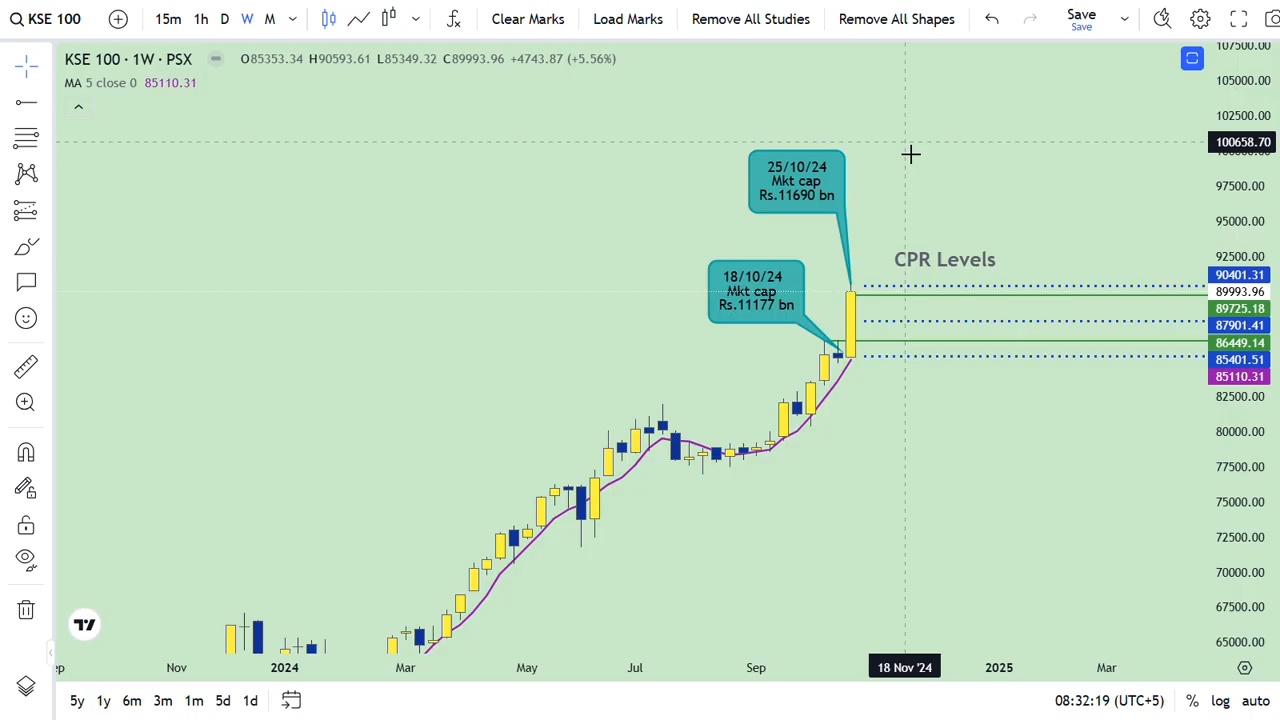 KSE 100
15m 1h D W M
Clear Marks
Load Marks
Remove All Studies
Remove All Shapes
Save
Save
KSE 100 · 1W · PSX
O85353.34 H90593.61 L85349.32 C89993.96 +4743.87 (+5.56%)
MA 5 close 0 85110.31
107500.00
105000.00
102500.00
100658.70
97500.00
95000.00
92500.00
90401.31
89993.96
89725.18
87901.41
86449.14
85401.51
85110.31
82500.00
80000.00
77500.00
75000.00
72500.00
70000.00
67500.00
65000.00
25/10/24
Mkt cap
Rs.11690 bn
CPR Levels
18/10/24
Mkt cap
Rs.11177 bn
Nov 2024 Mar May Jul Sep 18 Nov '24 2025 Mar
5y 1y 6m 3m 1m 5d 1d
08:32:19 (UTC+5) % log auto